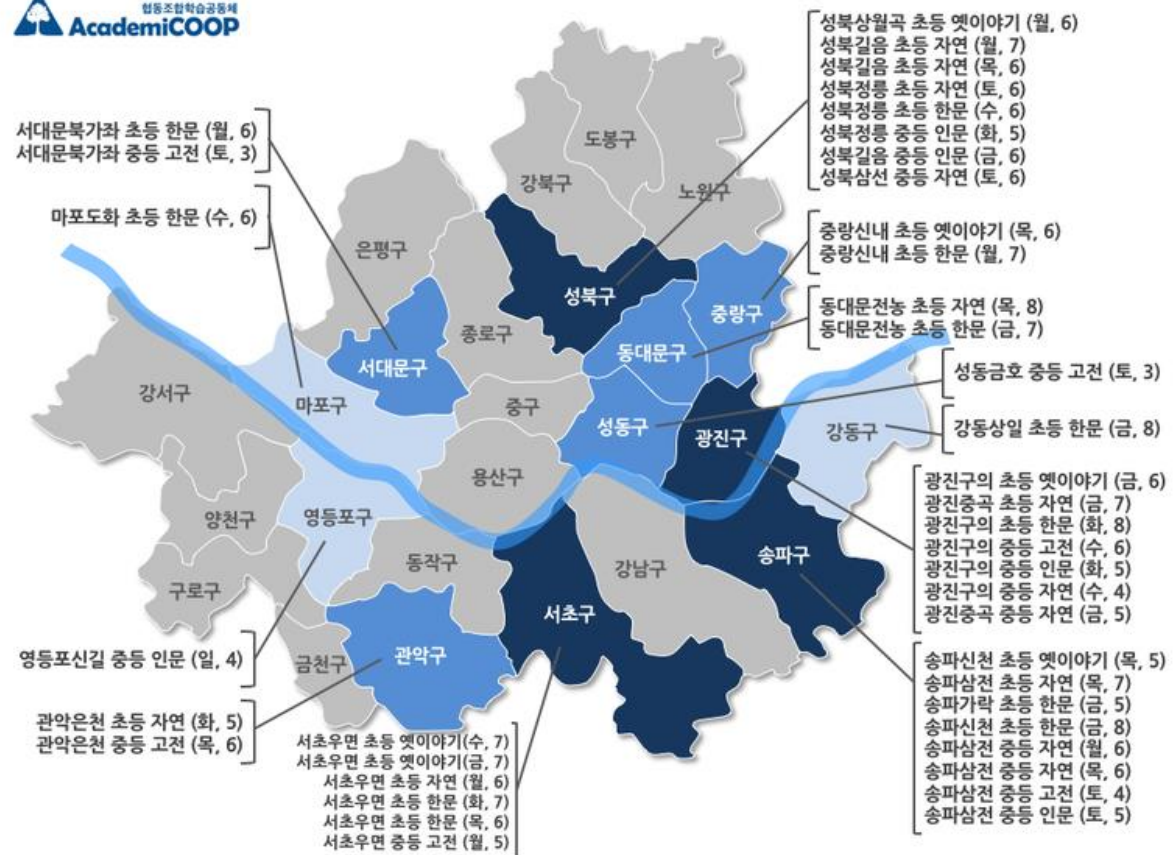 협동조합학습공동체
AcademiCOOP
성북상월곡 초등 옛이야기 (월, 6)
성북길음 초등 자연 (월, 7)
성북길음 초등 자연 (목, 6)
성북정릉 초등 자연 (토, 6)
성북정릉 초등 한문 (수, 6)
성북정릉 중등 인문 (화, 5)
성북길음 중등 인문 (금, 6)
성북삼선 중등 자연 (토, 6)
서대문북가좌 초등 한문 (월, 6)
서대문북가좌 중등 고전 (토, 3)
마포도화 초등 한문 (수, 6)
중랑신내 초등 옛이야기 (목, 6)
중랑신내 초등 한문 (월, 7)
동대문전농 초등 자연 (목, 8)
동대문전농 초등 한문 (금, 7)
성동금호 중등 고전 (토, 3)
강동상일 초등 한문 (금, 8)
도봉구
강북구
노원구
은평구
성북구
중랑구
종로구
동대문구
서대문구
강서구
마포구
중구
성동구
광진구
강동구
용산구
양천구
영등포구
동작구
강남구
송파구
구로구
서초구
금천구
관악구
광진구의 초등 옛이야기 (금, 6)
광진중곡 초등 자연 (금, 7)
광진구의 초등 한문 (화, 8)
광진구의 중등 고전 (수, 6)
광진구의 중등 인문 (화, 5)
광진구의 중등 자연 (수, 4)
광진중곡 중등 자연 (금, 5)
영등포신길 중등 인문 (일, 4)
관악은천 초등 자연 (화, 5)
관악은천 중등 고전 (목, 6)
서초우면 초등 옛이야기(수, 7)
서초우면 초등 옛이야기(금, 7)
서초우면 초등 자연 (월, 6)
서초우면 초등 한문 (화, 7)
서초우면 초등 한문 (목, 6)
서초우면 중등 고전 (월, 5)
송파신천 초등 옛이야기 (목, 5)
송파삼전 초등 자연 (목, 7)
송파가락 초등 한문 (금, 5)
송파신천 초등 한문 (금, 8)
송파삼전 중등 자연 (월, 6)
송파삼전 중등 자연 (목, 6)
송파삼전 중등 고전 (토, 4)
송파삼전 중등 인문 (토, 5)